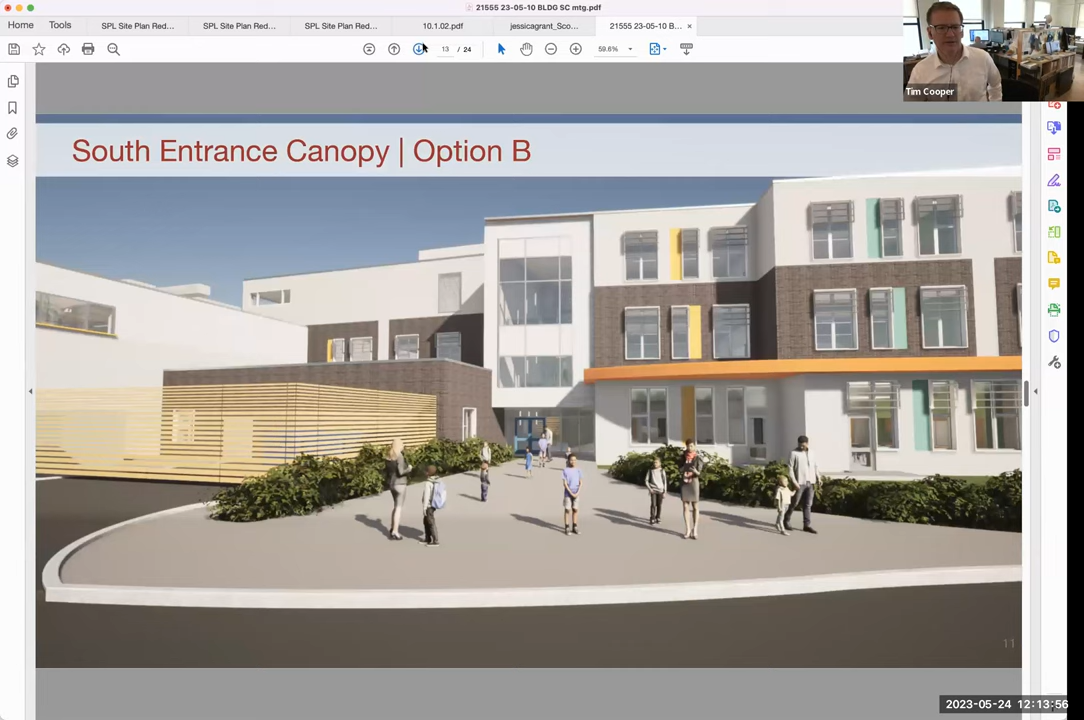 21555 23-05-10 BLDG SC mtg.pdf
Home Tools SPL Site Plan Red... SPL Site Plan Red... SPL Site Plan Red... 10.1.02.pdf jessicagrant_Sco... 21555 23-05-10 B... ×
13 / 24 59.6%
Tim Cooper
South Entrance Canopy | Option B
11
2023-05-24 12:13:56